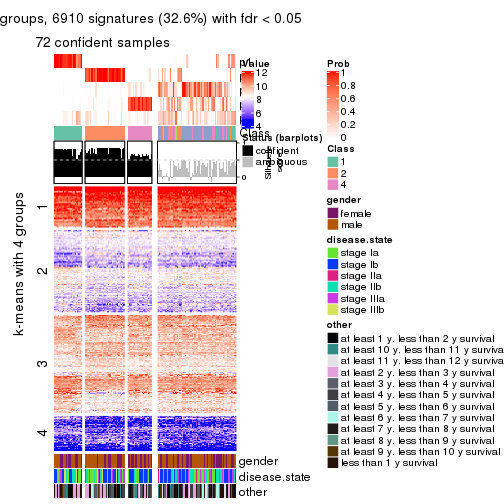 groups, 6910 signatures (32.6%) with fdr < 0.05
72 confident samples
Value
12
10
8
6
4
Prob
1
0.8
0.6
0.4
0.2
0
Class
Status (barplots)
confident
ambiguous
0
Class
1
2
4
gender
female
male
disease.state
stage Ia
stage Ib
stage IIa
stage IIb
stage IIIa
stage IIIb
other
at least 1 y. less than 2 y survival
at least 10 y. less than 11 y surviva
at least 11 y. less than 12 y surviva
at least 2 y. less than 3 y survival
at least 3 y. less than 4 y survival
at least 4 y. less than 5 y survival
at least 5 y. less than 6 y survival
at least 6 y. less than 7 y survival
at least 7 y. less than 8 y survival
at least 8 y. less than 9 y survival
at least 9 y. less than 10 y survival
less than 1 y survival
k-means with 4 groups
1
2
3
4
gender
disease.state
other